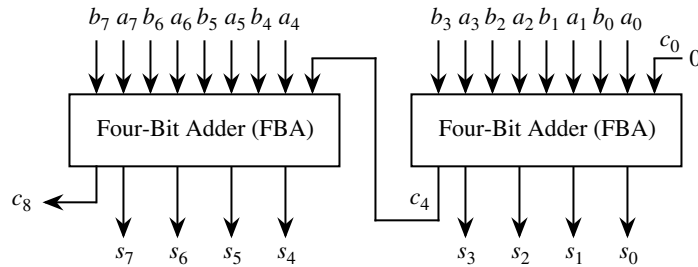 b₇ a₇ b₆ a₆ b₅ a₅ b₄ a₄
b₃ a₃ b₂ a₂ b₁ a₁ b₀ a₀
c₀
0
Four-Bit Adder (FBA)
Four-Bit Adder (FBA)
c₈
c₄
s₇ s₆ s₅ s₄
s₃ s₂ s₁ s₀